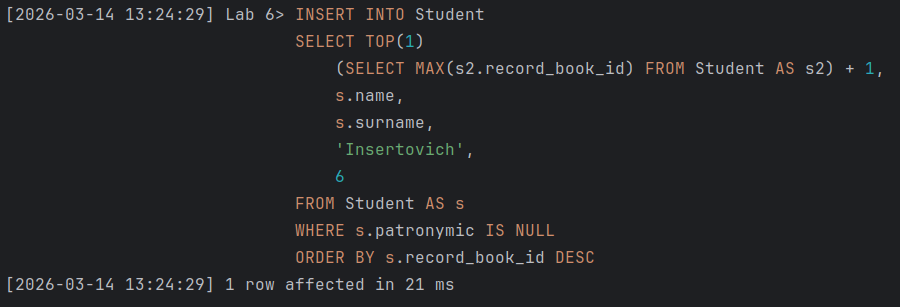 [2026-03-14 13:24:29] Lab 6> INSERT INTO Student
SELECT TOP(1)
(SELECT MAX(s2.record_book_id) FROM Student AS s2) + 1,
s.name,
s.surname,
'Insertovich',
6
FROM Student AS s
WHERE s.patronymic IS NULL
ORDER BY s.record_book_id DESC
[2026-03-14 13:24:29] 1 row affected in 21 ms